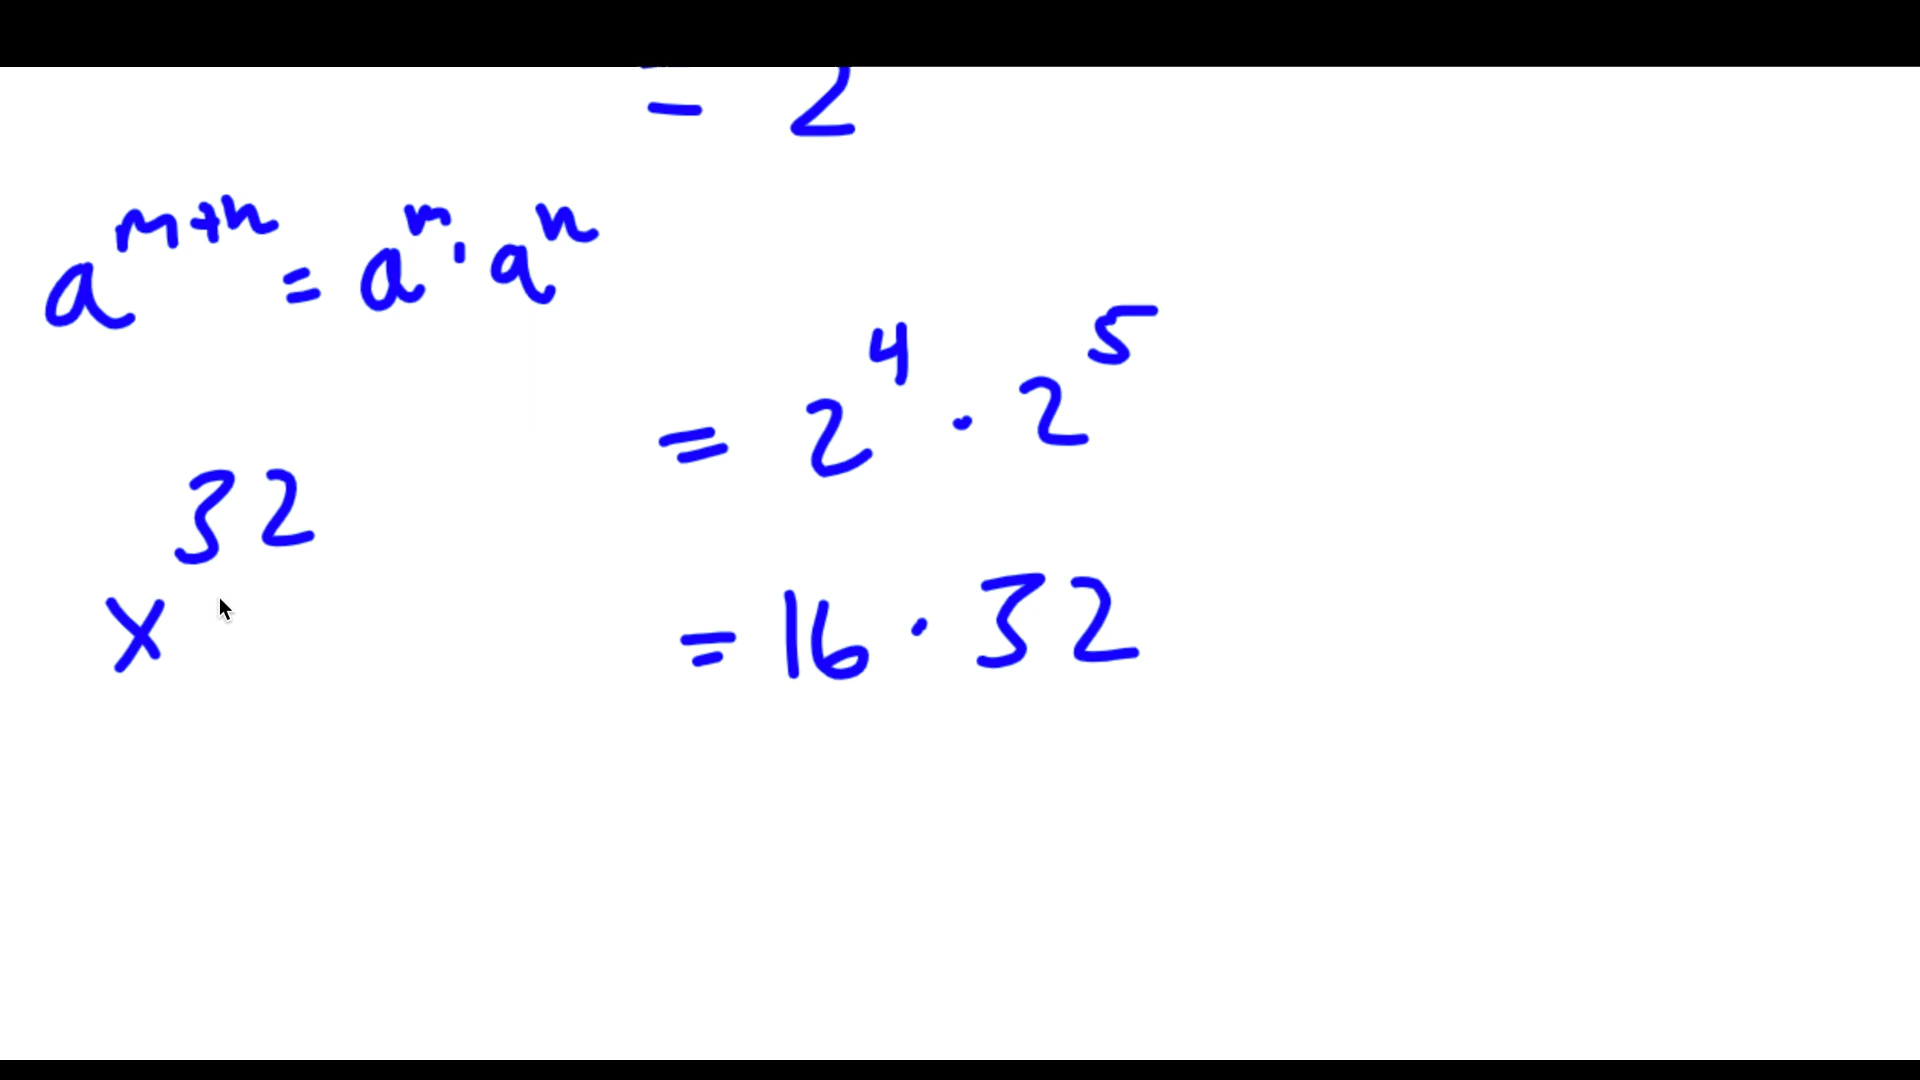 = 2
a^{m+n} = a^m · a^n
= 2^4 · 2^5
x^{32}
= 16 · 32